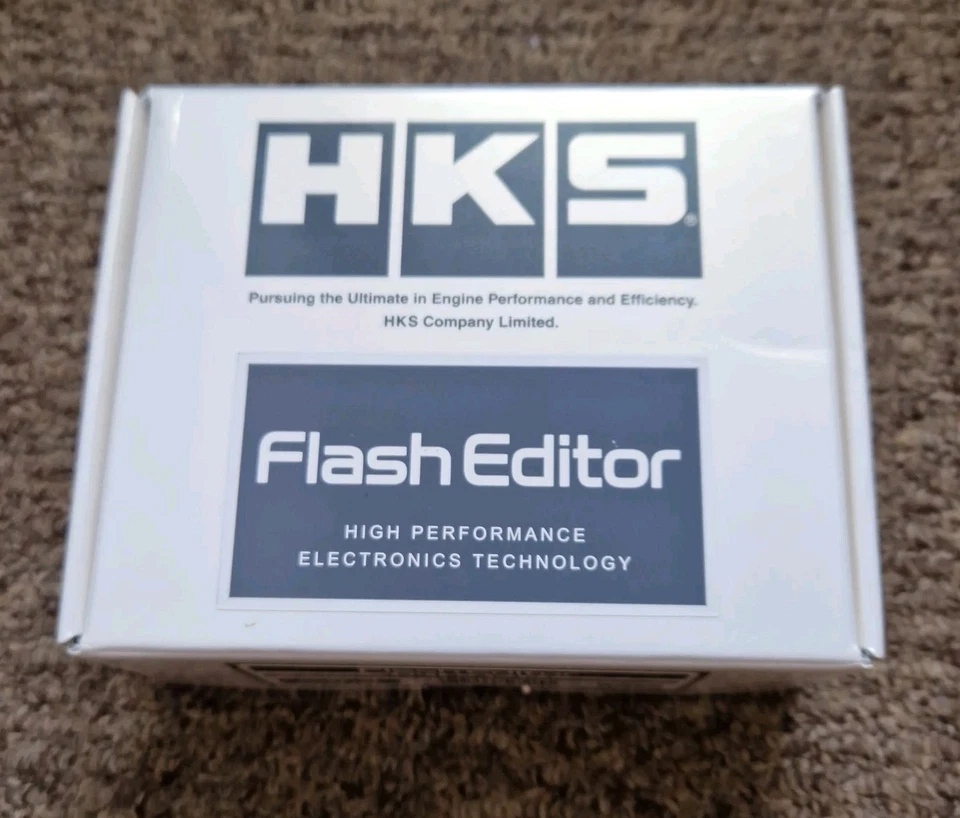 HKS®
Pursuing the Ultimate in Engine Performance and Efficiency.
HKS Company Limited.
Flash Editor
HIGH PERFORMANCE
ELECTRONICS TECHNOLOGY